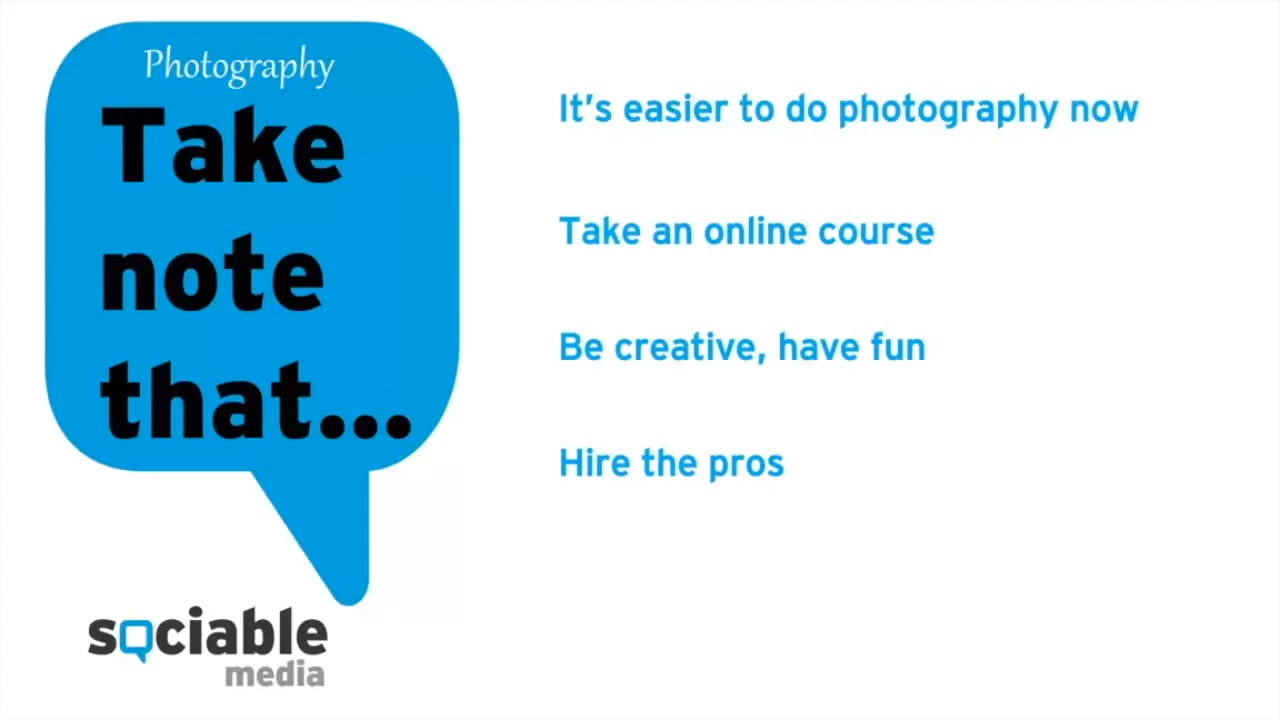 Photography
Take
note
that...
It's easier to do photography now
Take an online course
Be creative, have fun
Hire the pros
sociable
media